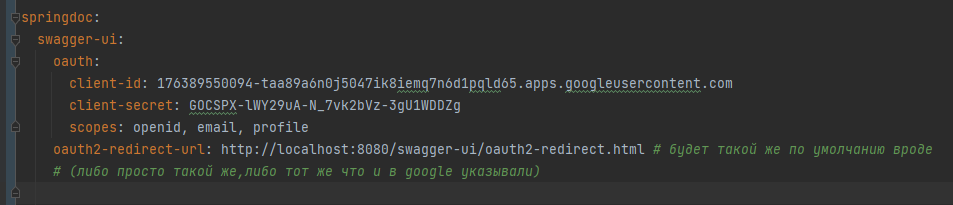 springdoc:
swagger-ui:
oauth:
client-id: 176389550094-taa89a6n0j5047ik8iemq7n6d1pqld65.apps.googleusercontent.com
client-secret: GOCSPX-lWY29uA-N_7vk2bVz-3gU1WDDZg
scopes: openid, email, profile
oauth2-redirect-url: http://localhost:8080/swagger-ui/oauth2-redirect.html # будет такой же по умолчанию вроде
# (либо просто такой же,либо тот же что и в google указывали)